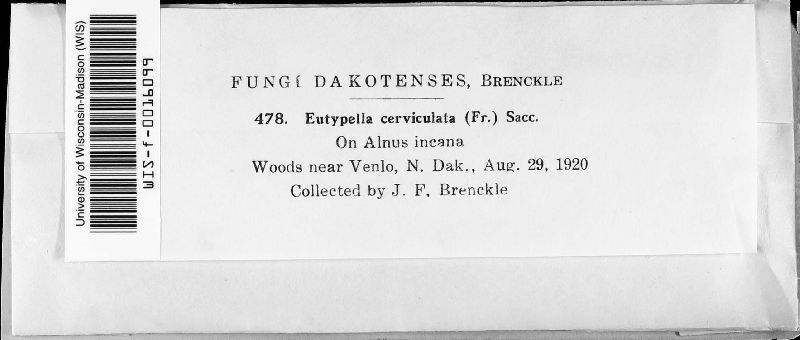 FUNGI DAKOTENSES, BRENCKLE
478. Eutypella cerviculata (Fr.) Sacc.
On Alnus incana
Woods near Venlo, N. Dak., Aug. 29, 1920
Collected by J. F. Brenckle
University of Wisconsin-Madison (WIS)
WIS-f-0019099